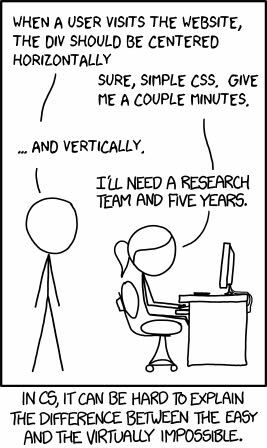 WHEN A USER VISITS THE WEBSITE,
THE DIV SHOULD BE CENTERED
HORIZONTALLY
SURE, SIMPLE CSS. GIVE
ME A COUPLE MINUTES.
... AND VERTICALLY.
I'LL NEED A RESEARCH
TEAM AND FIVE YEARS.
IN CS, IT CAN BE HARD TO EXPLAIN
THE DIFFERENCE BETWEEN THE EASY
AND THE VIRTUALLY IMPOSSIBLE.